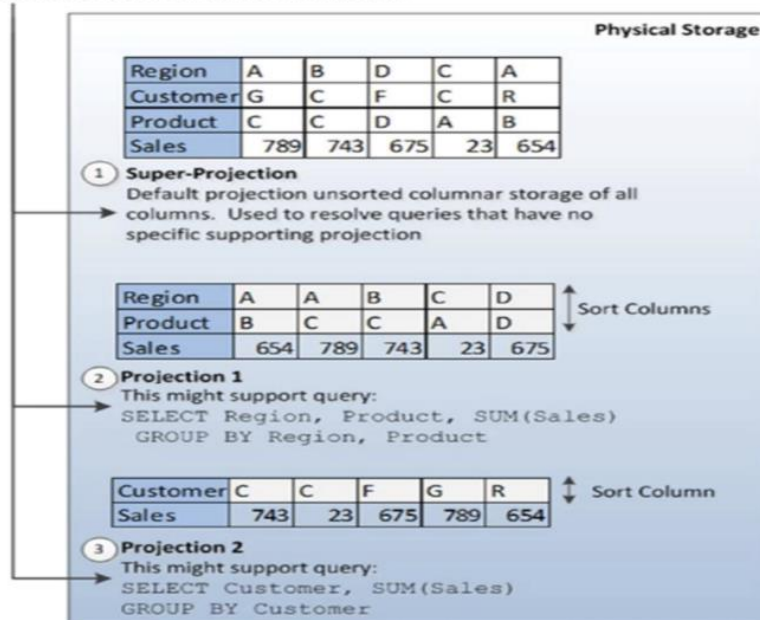 Physical Storage
Region A B D C A
Customer G C F C R
Product C C D A B
Sales 789 743 675 23 654
1 Super-Projection
Default projection unsorted columnar storage of all
columns. Used to resolve queries that have no
specific supporting projection
Region A A B C D
Product B C C A D
Sales 654 789 743 23 675
Sort Columns
2 Projection 1
This might support query:
SELECT Region, Product, SUM(Sales)
GROUP BY Region, Product
Customer C C F G R
Sales 743 23 675 789 654
Sort Column
3 Projection 2
This might support query:
SELECT Customer, SUM(Sales)
GROUP BY Customer